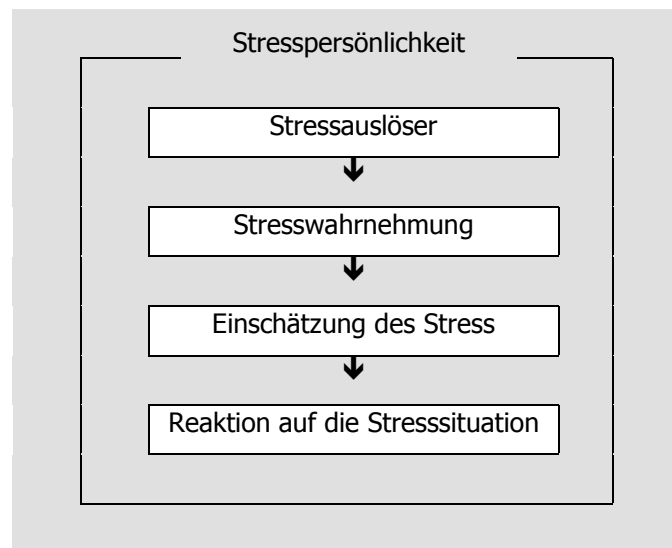 Stresspersönlichkeit
Stressauslöser
Stresswahrnehmung
Einschätzung des Stress
Reaktion auf die Stresssituation